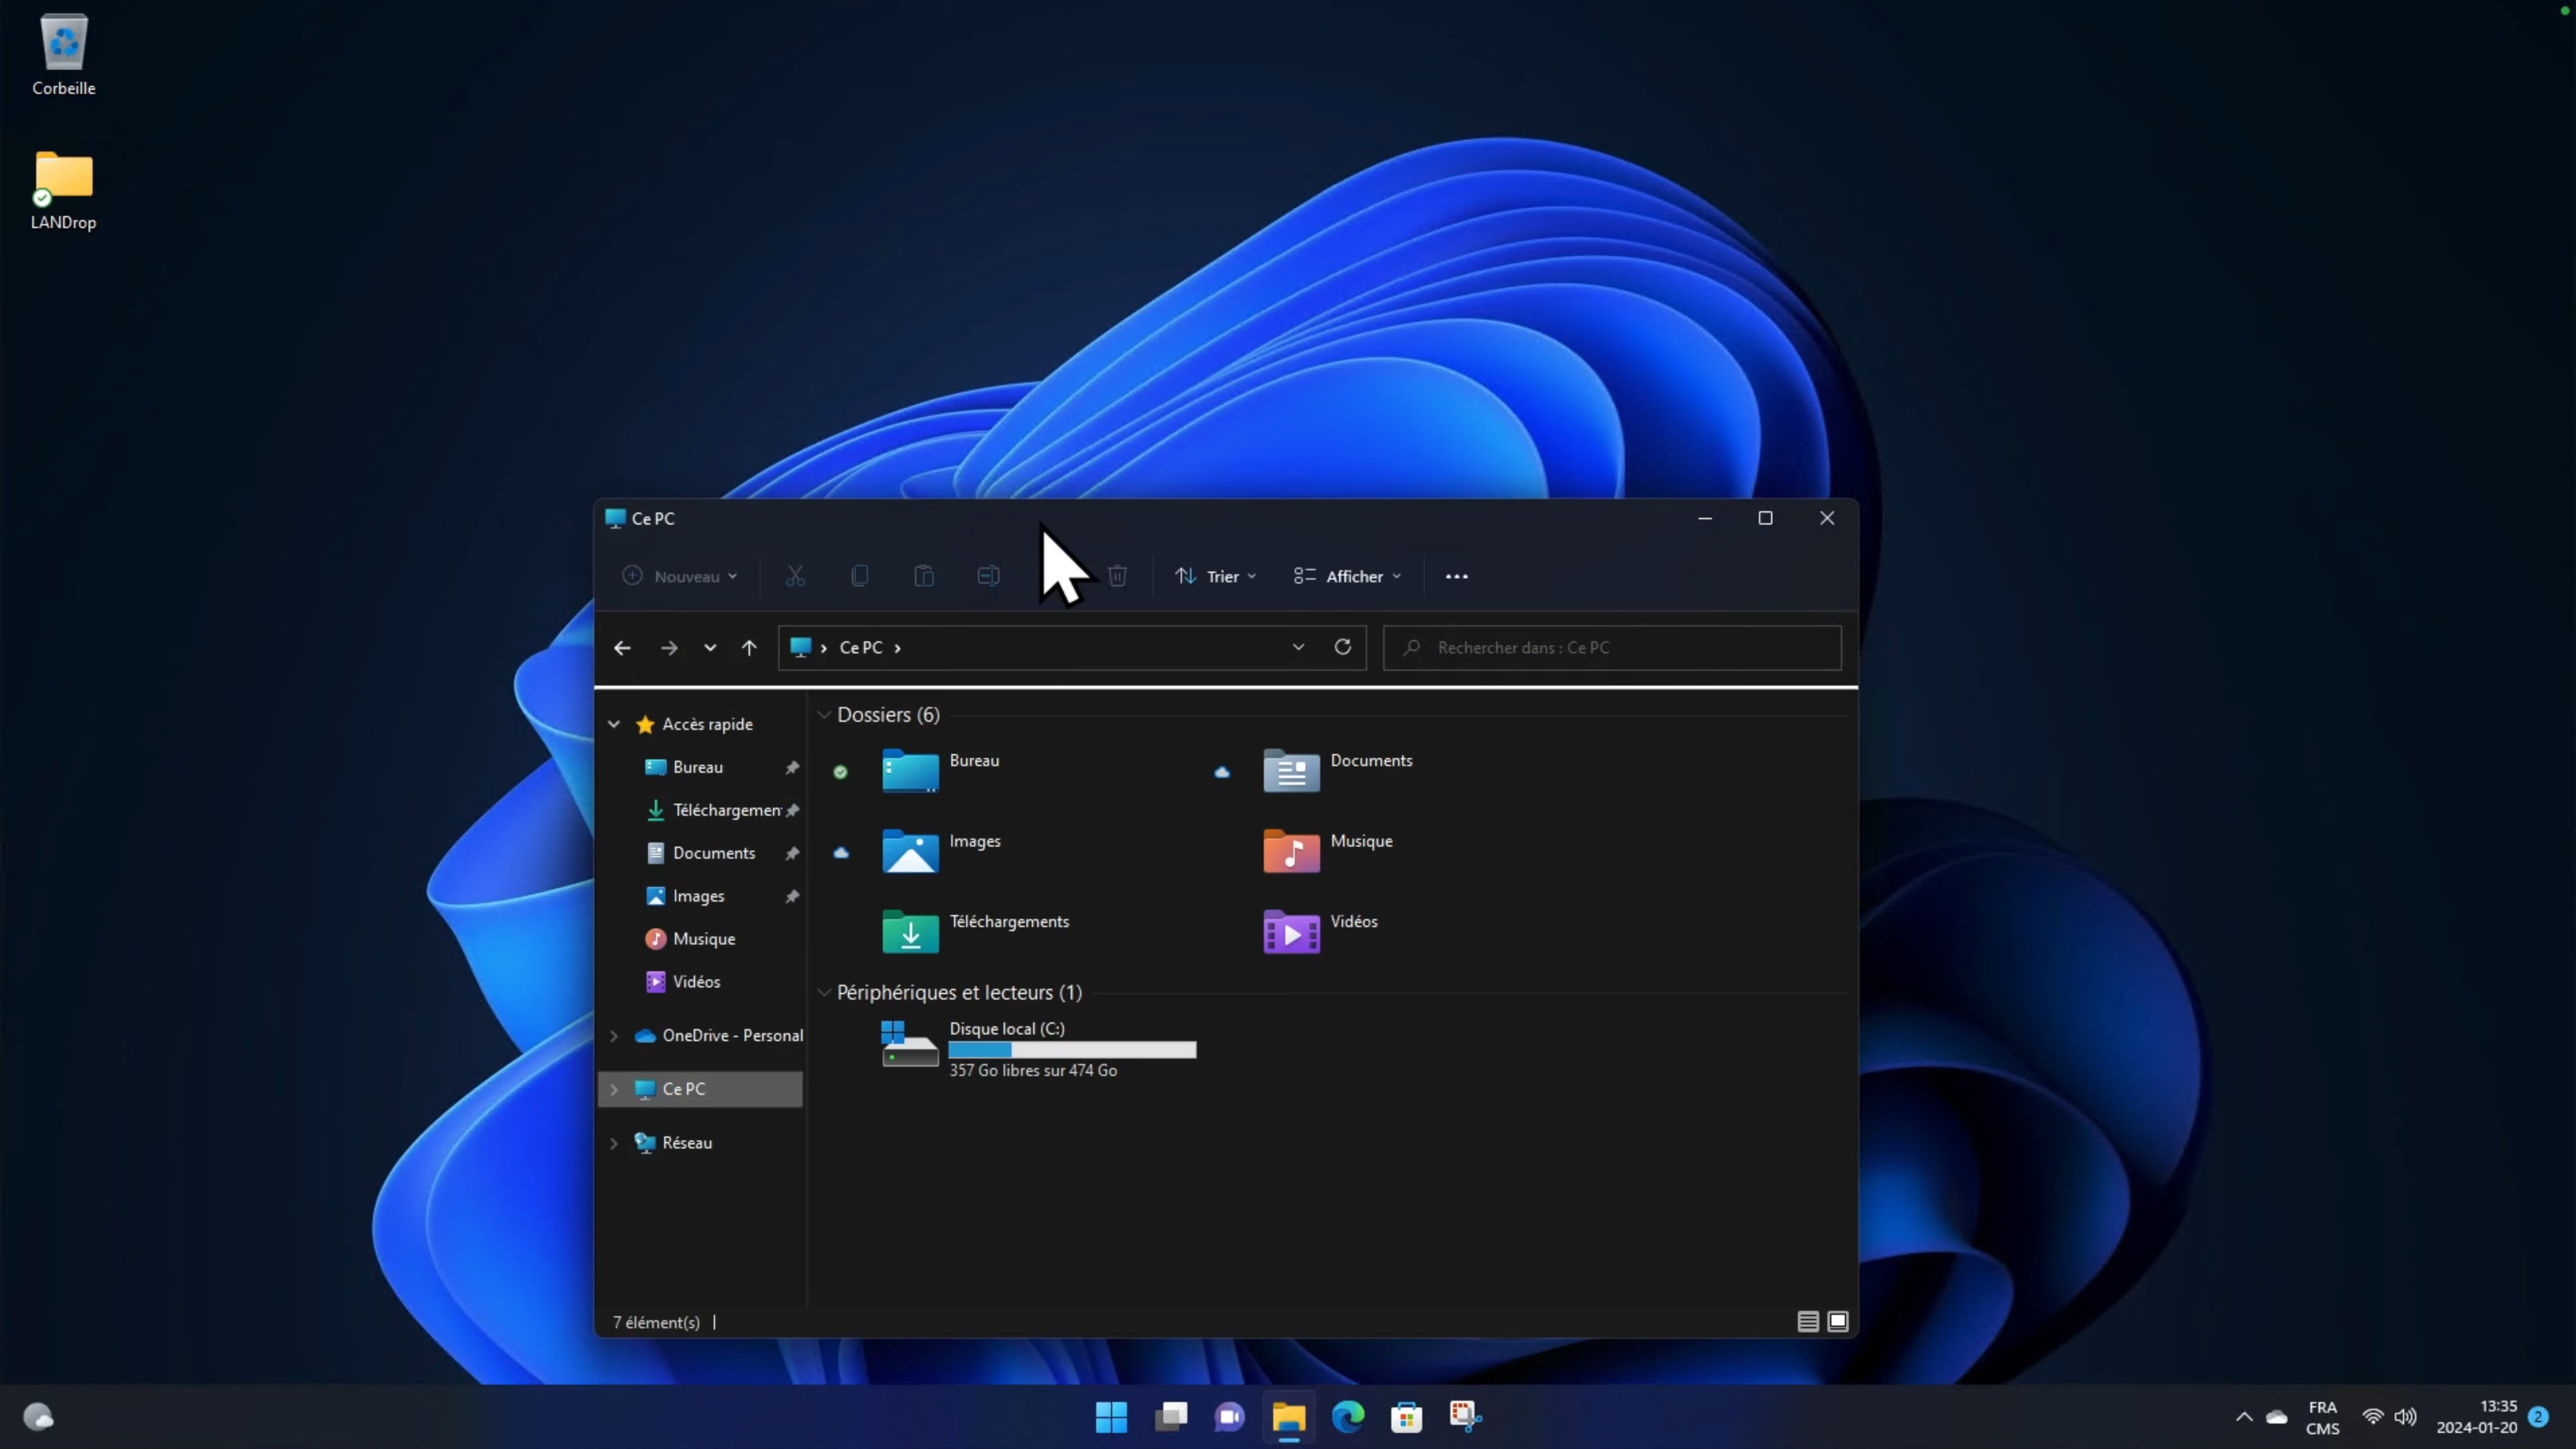 Corbeille
LANDrop
Ce PC
Nouveau
Trier
Afficher
Ce PC
Rechercher dans : Ce PC
Accès rapide
Bureau
Téléchargemen
Documents
Images
Musique
Vidéos
OneDrive - Personal
Ce PC
Réseau
Dossiers (6)
Bureau
Documents
Images
Musique
Téléchargements
Vidéos
Périphériques et lecteurs (1)
Disque local (C:)
357 Go libres sur 474 Go
7 élément(s)
FRA
CMS
13:35
2024-01-20
2